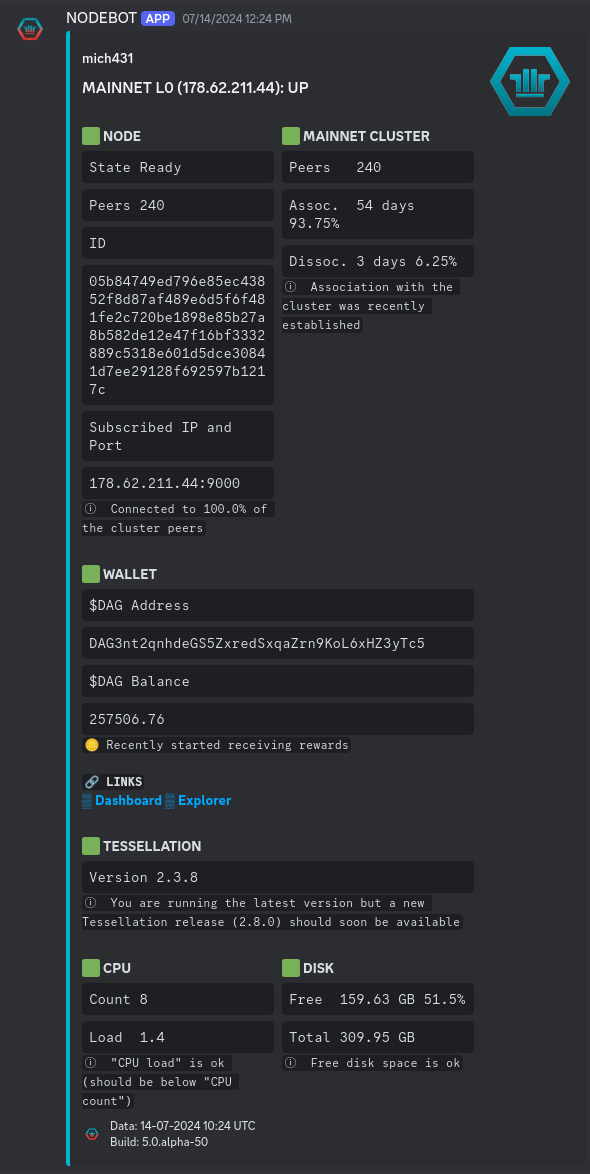 NODEBOT APP 07/14/2024 12:24 PM
mich431
MAINNET L0 (178.62.211.44): UP
NODE
State Ready
Peers 240
ID
05b84749ed796e85ec438
52f8d87af489e6d5f6f48
1fe2c720be1898e85b27a
8b582de12e47f16bf3332
889c5318e601d5dce3084
1d7ee29128f692597b121
7c
Subscribed IP and
Port
178.62.211.44:9000
ⓘ Connected to 100.0% of
the cluster peers
MAINNET CLUSTER
Peers 240
Assoc. 54 days
93.75%
Dissoc. 3 days 6.25%
ⓘ Association with the
cluster was recently
established
WALLET
$DAG Address
DAG3nt2qnhdeGS5ZxredSxqaZrn9KoL6xHZ3yTc5
$DAG Balance
257506.76
Recently started receiving rewards
LINKS
Dashboard Explorer
TESSELLATION
Version 2.3.8
ⓘ You are running the latest version but a new
Tessellation release (2.8.0) should soon be available
CPU
Count 8
Load 1.4
ⓘ "CPU load" is ok
(should be below "CPU
count")
DISK
Free 159.63 GB 51.5%
Total 309.95 GB
ⓘ Free disk space is ok
Data: 14-07-2024 10:24 UTC
Build: 5.0.alpha-50